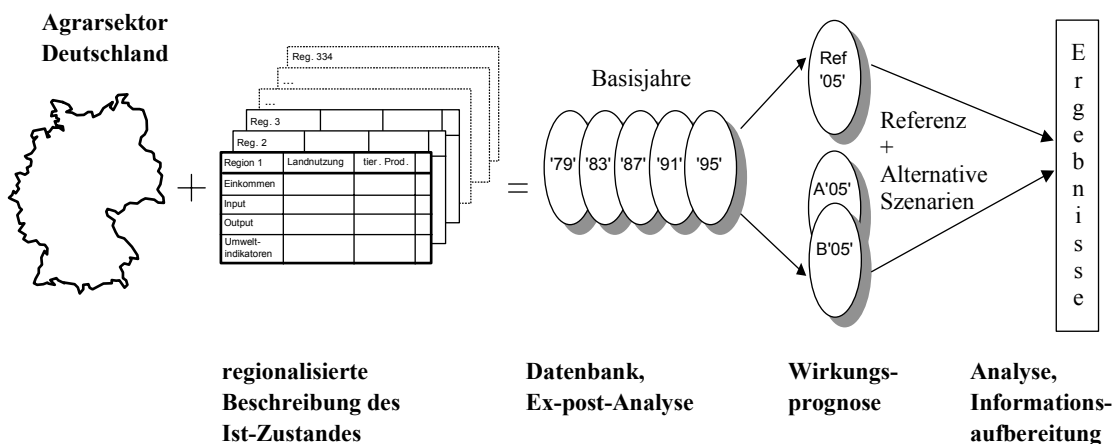 Agrarsektor
Deutschland
Reg. 334
...
...
Reg. 3
Reg. 2
Region 1 Landnutzung tier. Prod.
Einkommen
Input
Output
Umwelt-
indikatoren
+
=
Basisjahre
'79' '83' '87' '91' '95'
Ref
'05'
Referenz
+
Alternative
Szenarien
A'05'
B'05'
Ergebnisse
regionalisierte
Beschreibung des
Ist-Zustandes
Datenbank,
Ex-post-Analyse
Wirkungs-
prognose
Analyse,
Informations-
aufbereitung